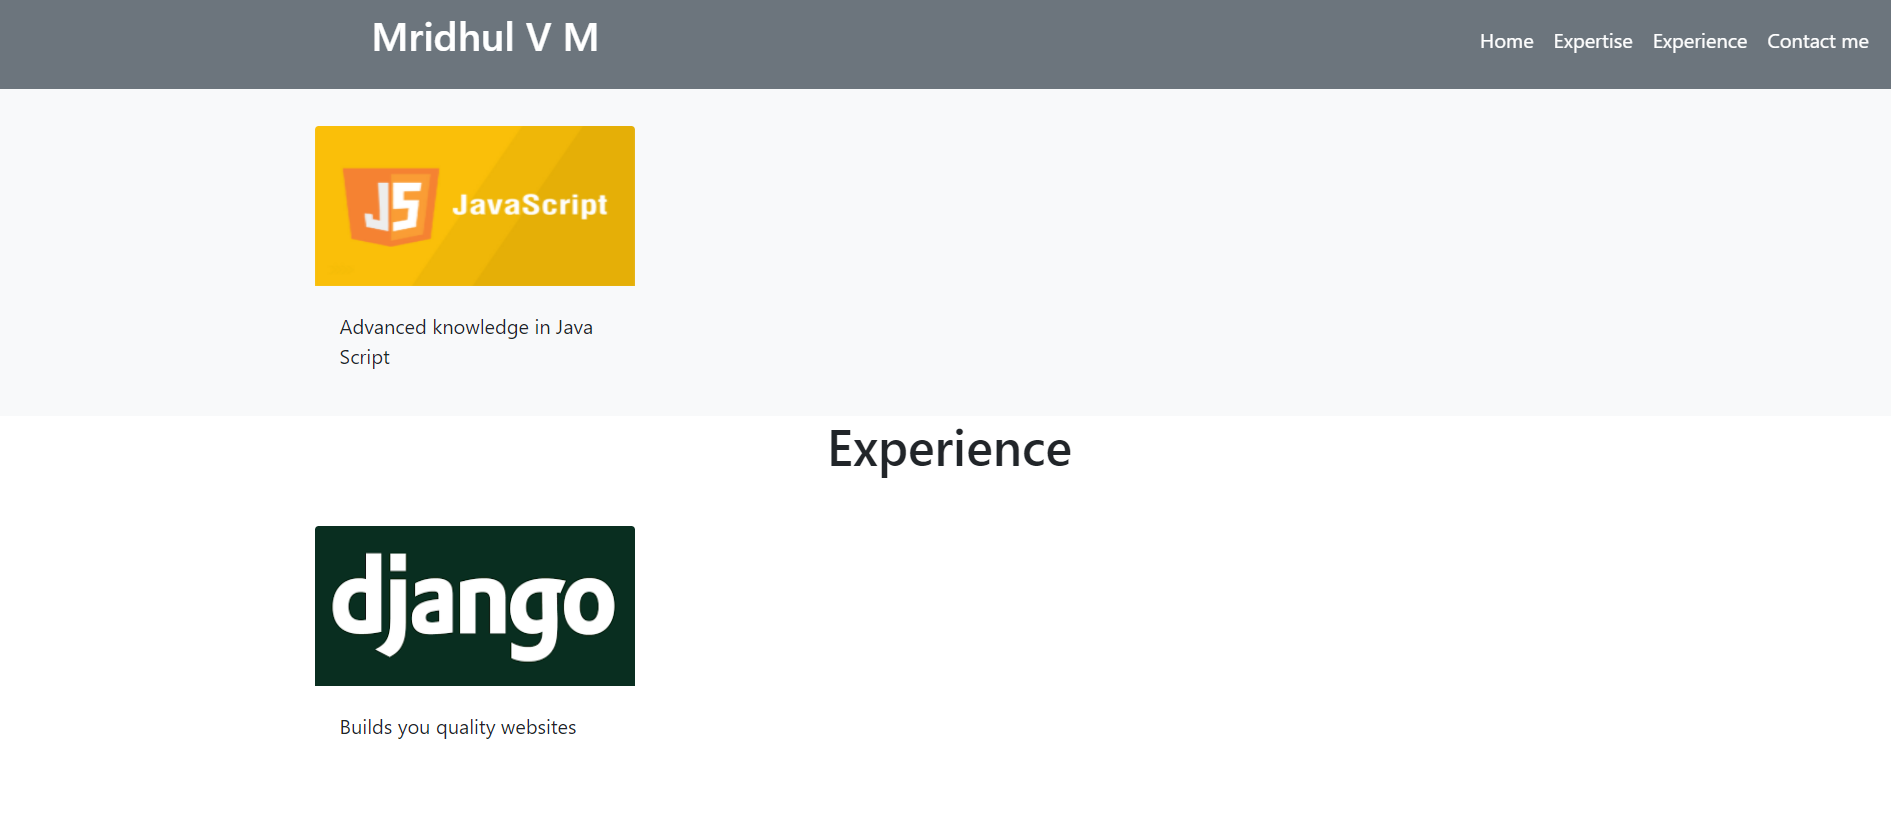 Mridhul V M
Home Expertise Experience Contact me
JS JavaScript
Advanced knowledge in Java
Script
Experience
django
Builds you quality websites